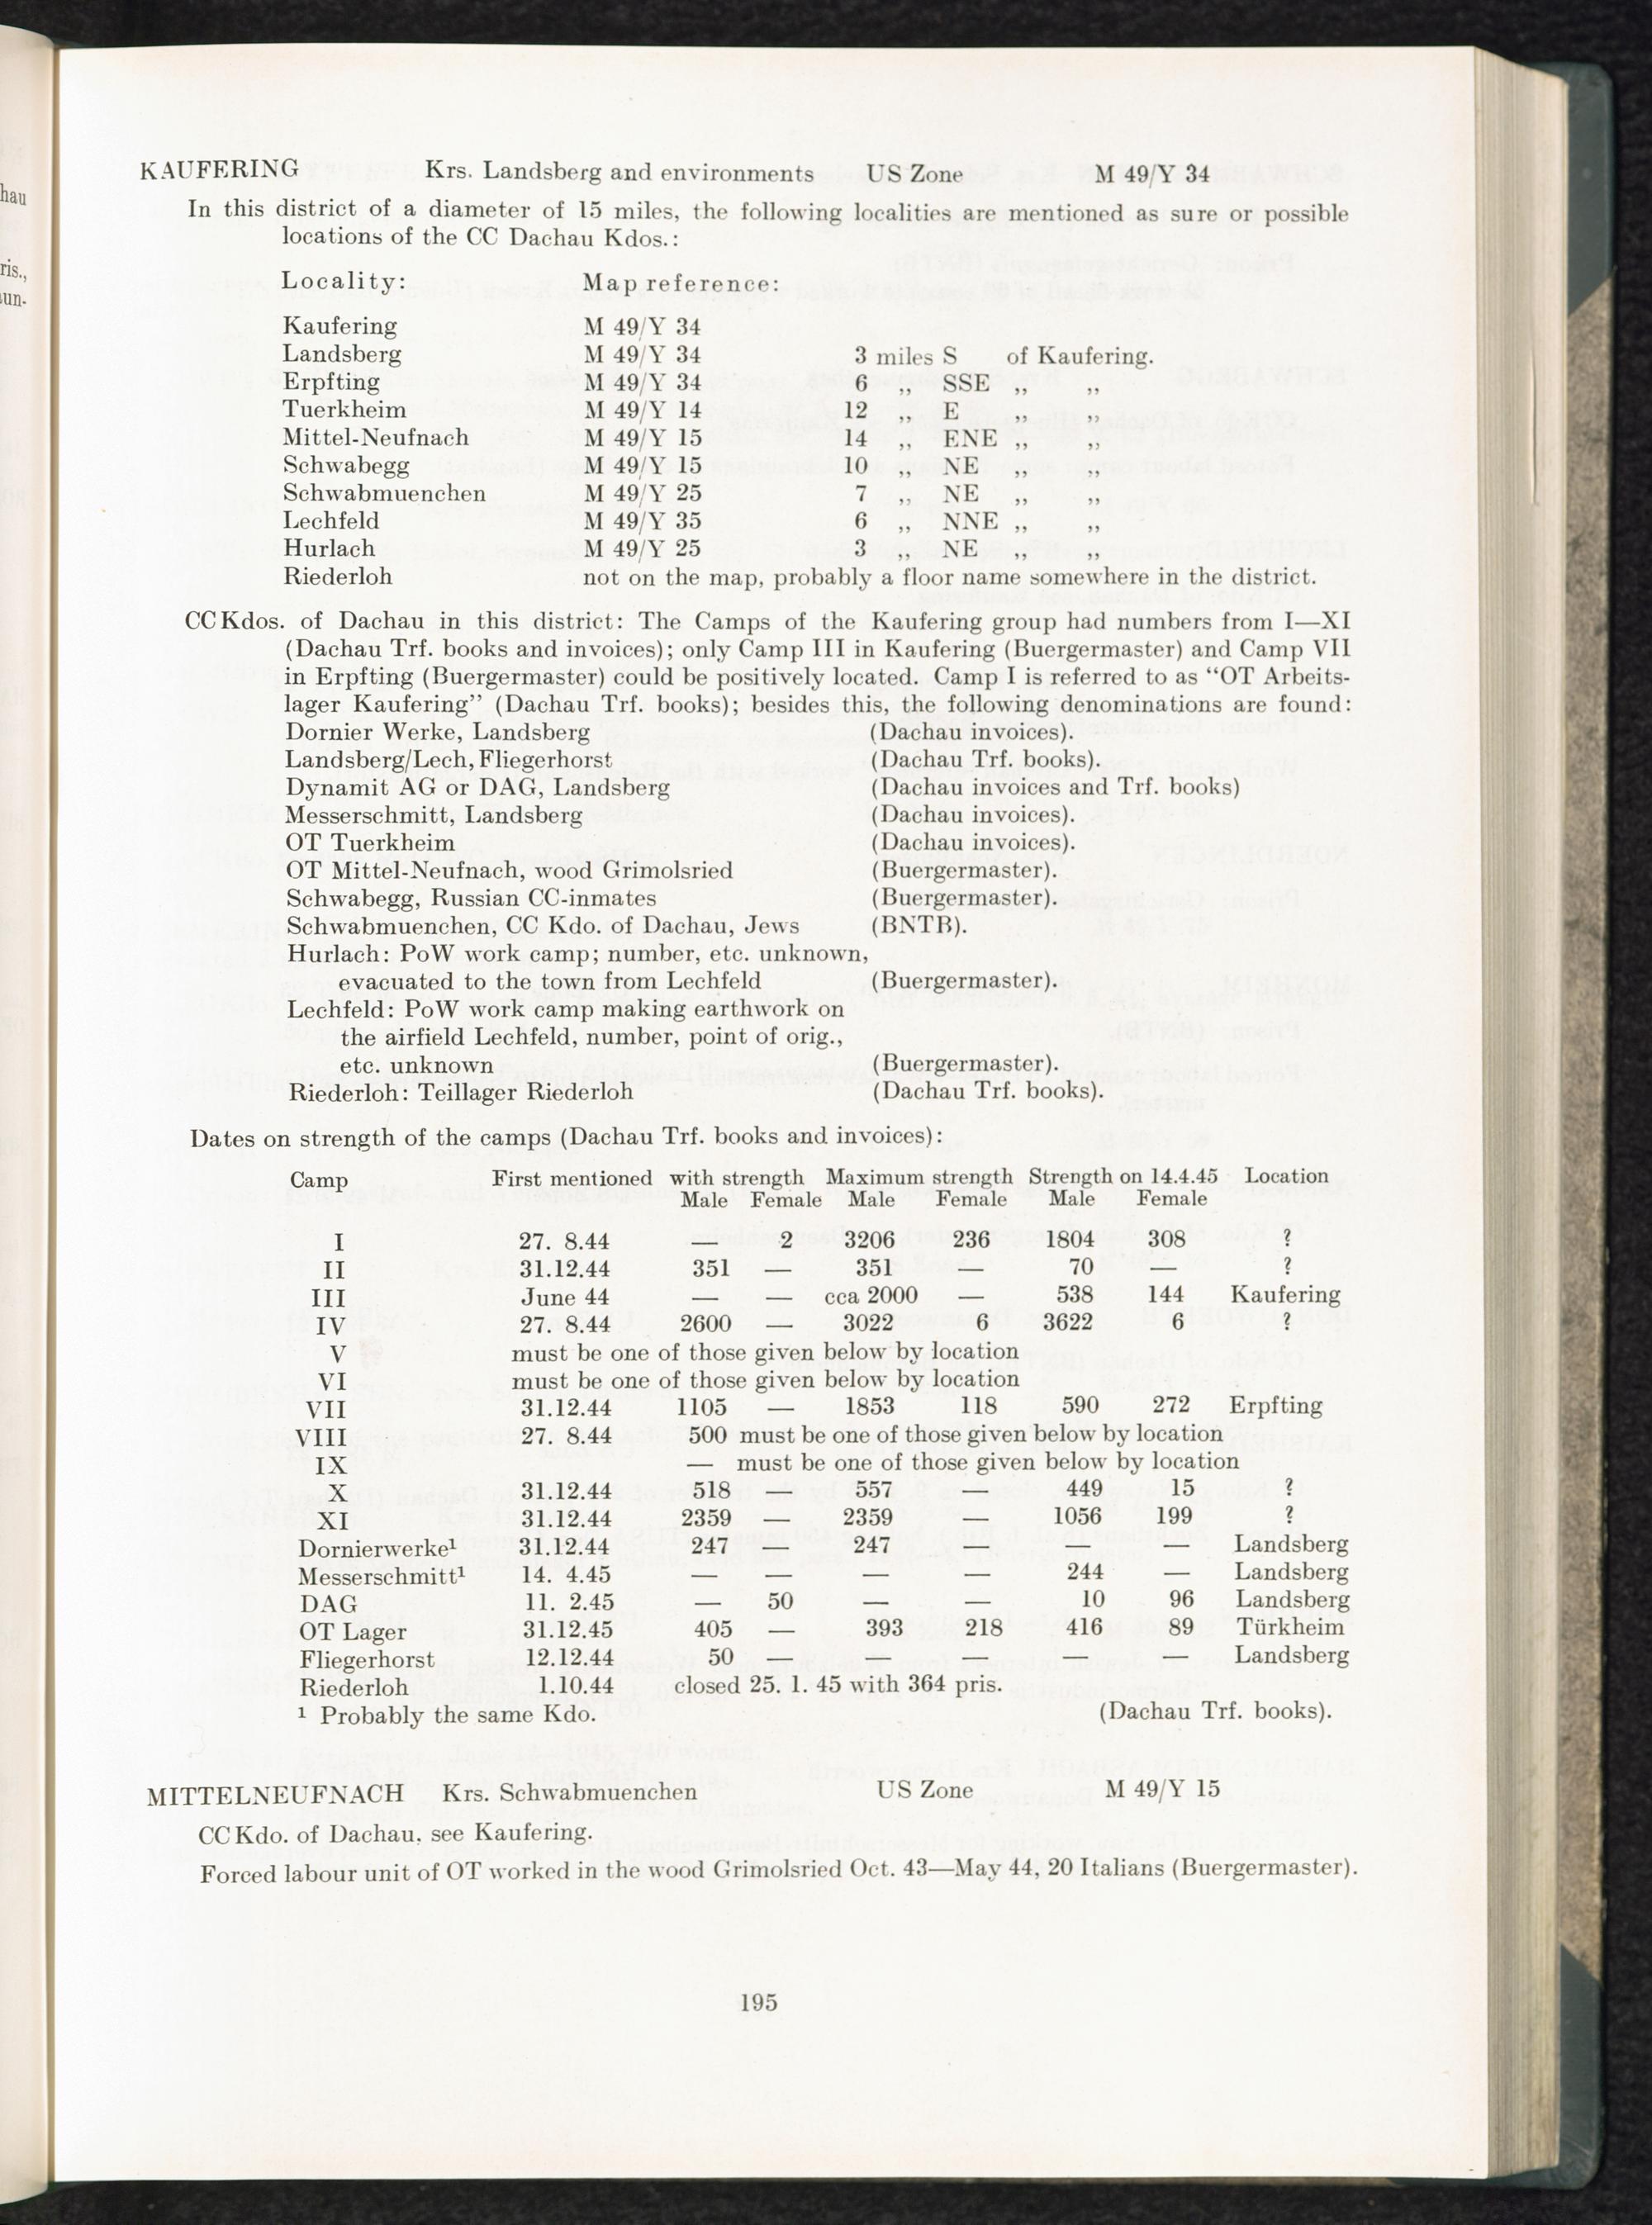 hau
ris.,
un-
KAUFERING Krs. Landsberg and environments US Zone M 49/Y 34
In this district of a diameter of 15 miles, the following localities are mentioned as sure or possible
locations of the CC Dachau Kdos.:
Locality: Map reference:
Kaufering M 49/Y 34
Landsberg M 49/Y 34 3 miles S of Kaufering.
Erpfting M 49/Y 34 6 „ SSE „ „
Tuerkheim M 49/Y 14 12 „ E „ „
Mittel-Neufnach M 49/Y 15 14 „ ENE „ „
Schwabegg M 49/Y 15 10 „ NE „ „
Schwabmuenchen M 49/Y 25 7 „ NE „ „
Lechfeld M 49/Y 35 6 „ NNE „ „
Hurlach M 49/Y 25 3 „ NE „ „
Riederloh not on the map, probably a floor name somewhere in the district.
CC Kdos. of Dachau in this district: The Camps of the Kaufering group had numbers from I—XI
(Dachau Trf. books and invoices); only Camp III in Kaufering (Buergermaster) and Camp VII
in Erpfting (Buergermaster) could be positively located. Camp I is referred to as “OT Arbeits-
lager Kaufering” (Dachau Trf. books); besides this, the following denominations are found:
Dornier Werke, Landsberg (Dachau invoices).
Landsberg/Lech, Fliegerhorst (Dachau Trf. books).
Dynamit AG or DAG, Landsberg (Dachau invoices and Trf. books)
Messerschmitt, Landsberg (Dachau invoices).
OT Tuerkheim (Dachau invoices).
OT Mittel-Neufnach, wood Grimolsried (Buergermaster).
Schwabegg, Russian CC-inmates (Buergermaster).
Schwabmuenchen, CC Kdo. of Dachau, Jews (BNTB).
Hurlach: PoW work camp; number, etc. unknown,
evacuated to the town from Lechfeld (Buergermaster).
Lechfeld: PoW work camp making earthwork on
the airfield Lechfeld, number, point of orig.,
etc. unknown (Buergermaster).
Riederloh: Teillager Riederloh (Dachau Trf. books).
Dates on strength of the camps (Dachau Trf. books and invoices):
Camp First mentioned with strength Maximum strength Strength on 14.4.45 Location
Male Female Male Female Male Female
I 27. 8.44 — 2 3206 236 1804 308 ?
II 31.12.44 351 — 351 — 70 — ?
III June 44 — — cca 2000 — 538 144 Kaufering
IV 27. 8.44 2600 — 3022 6 3622 6 ?
V must be one of those given below by location
VI must be one of those given below by location
VII 31.12.44 1105 — 1853 118 590 272 Erpfting
VIII 27. 8.44 500 must be one of those given below by location
IX — must be one of those given below by location
X 31.12.44 518 — 557 — 449 15 ?
XI 31.12.44 2359 — 2359 — 1056 199 ?
Dornierwerke¹ 31.12.44 247 — 247 — — — Landsberg
Messerschmitt¹ 14. 4.45 — — — — 244 — Landsberg
DAG 11. 2.45 — 50 — — 10 96 Landsberg
OT Lager 31.12.45 405 — 393 218 416 89 Türkheim
Fliegerhorst 12.12.44 50 — — — — — Landsberg
Riederloh 1.10.44 closed 25. 1. 45 with 364 pris.
¹ Probably the same Kdo. (Dachau Trf. books).
MITTELNEUFNACH Krs. Schwabmuenchen US Zone M 49/Y 15
CC Kdo. of Dachau, see Kaufering.
Forced labour unit of OT worked in the wood Grimolsried Oct. 43—May 44, 20 Italians (Buergermaster).
195